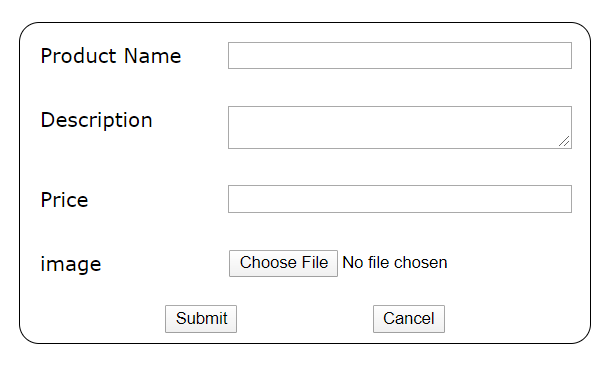 Product Name
Description
Price
image Choose File No file chosen
Submit Cancel